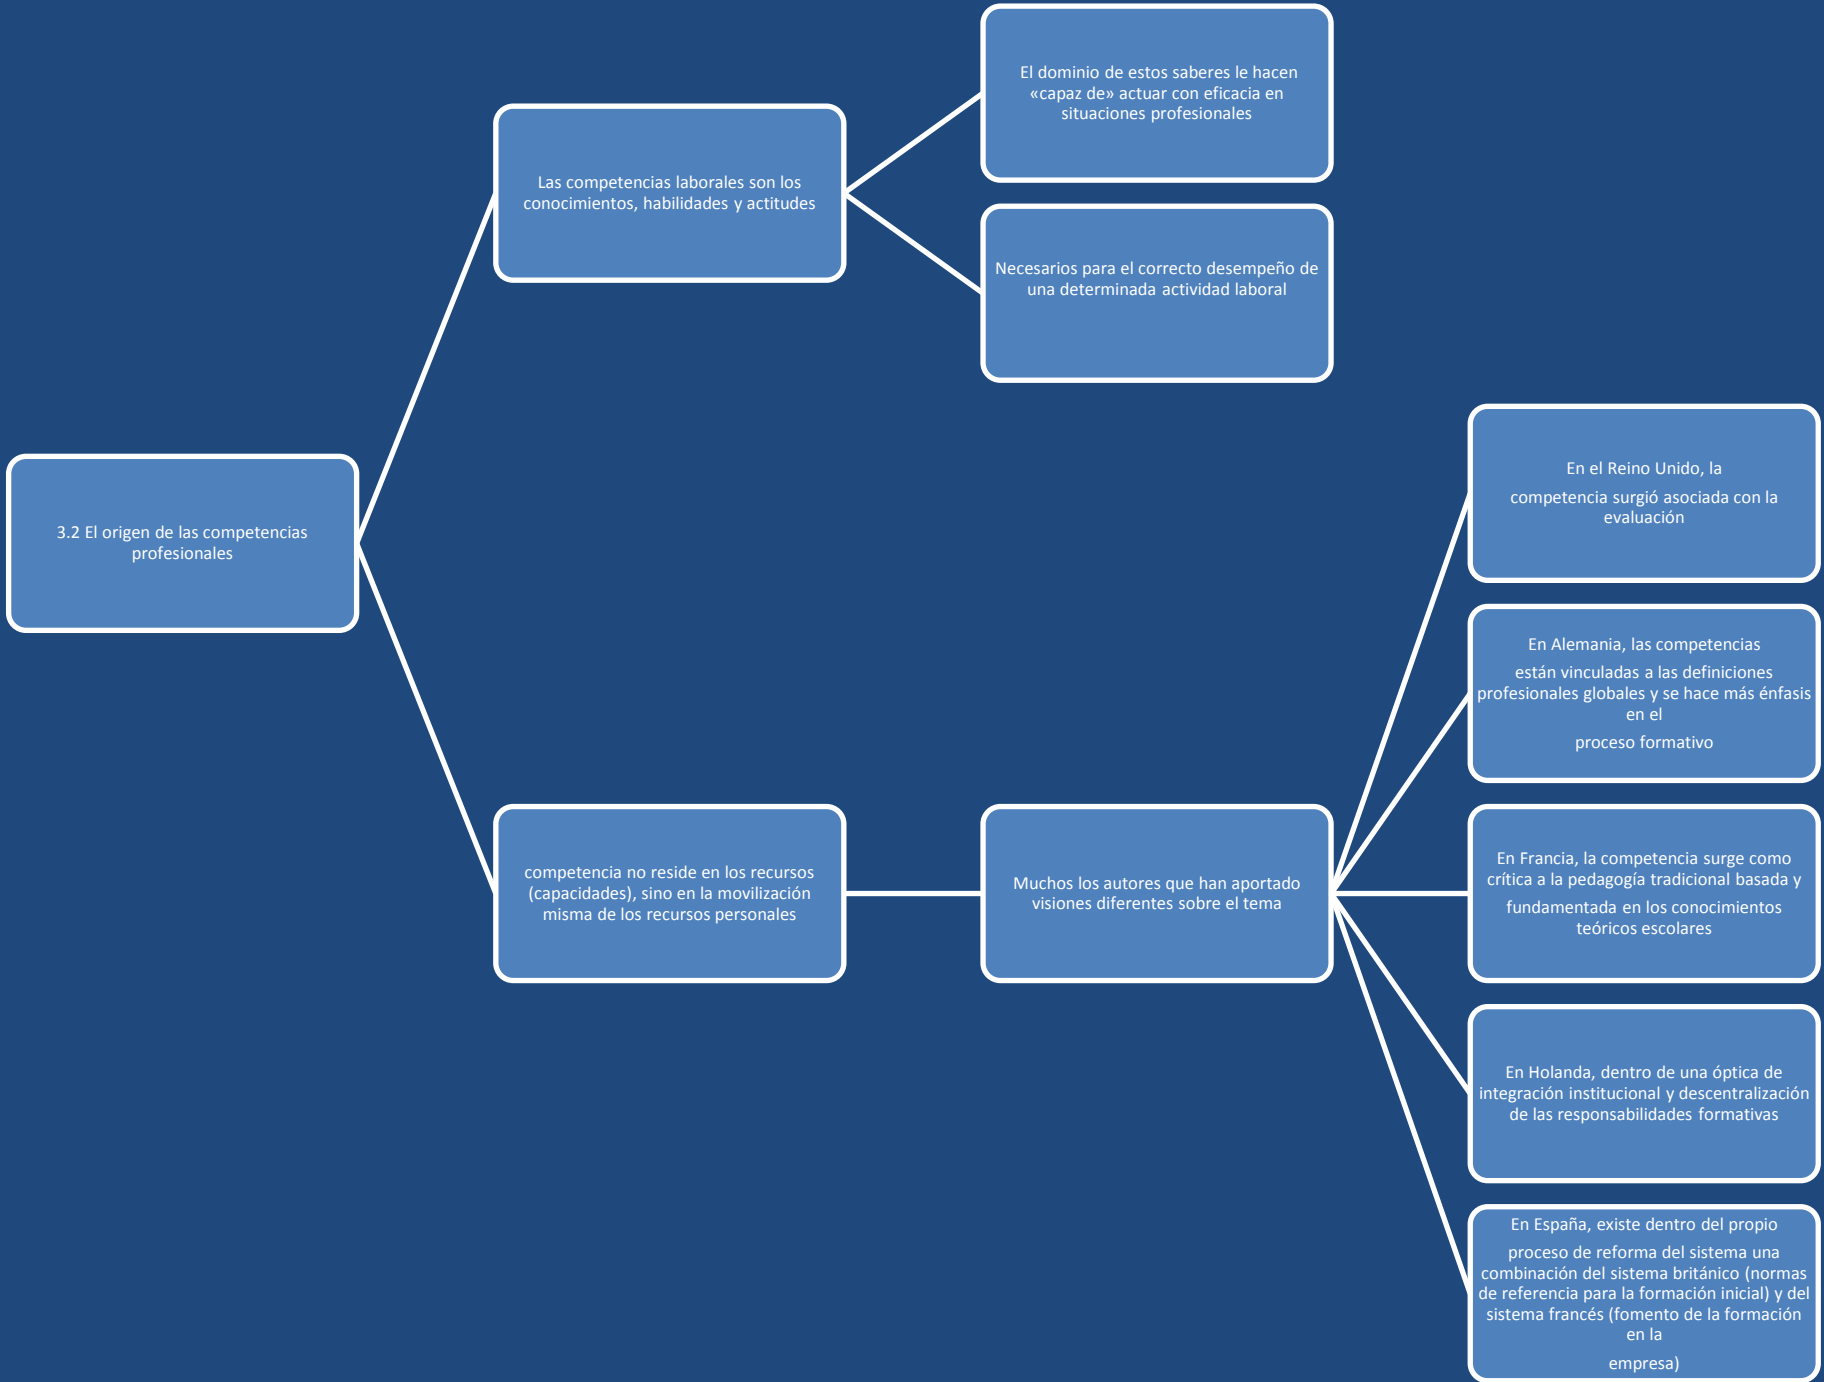 3.2 El origen de las competencias
profesionales
Las competencias laborales son los
conocimientos, habilidades y actitudes
El dominio de estos saberes le hacen
«capaz de» actuar con eficacia en
situaciones profesionales
Necesarios para el correcto desempeño de
una determinada actividad laboral
competencia no reside en los recursos
(capacidades), sino en la movilización
misma de los recursos personales
Muchos los autores que han aportado
visiones diferentes sobre el tema
En el Reino Unido, la
competencia surgió asociada con la
evaluación
En Alemania, las competencias
están vinculadas a las definiciones
profesionales globales y se hace más énfasis
en el
proceso formativo
En Francia, la competencia surge como
crítica a la pedagogía tradicional basada y
fundamentada en los conocimientos
teóricos escolares
En Holanda, dentro de una óptica de
integración institucional y descentralización
de las responsabilidades formativas
En España, existe dentro del propio
proceso de reforma del sistema una
combinación del sistema británico (normas
de referencia para la formación inicial) y del
sistema francés (fomento de la formación
en la
empresa)